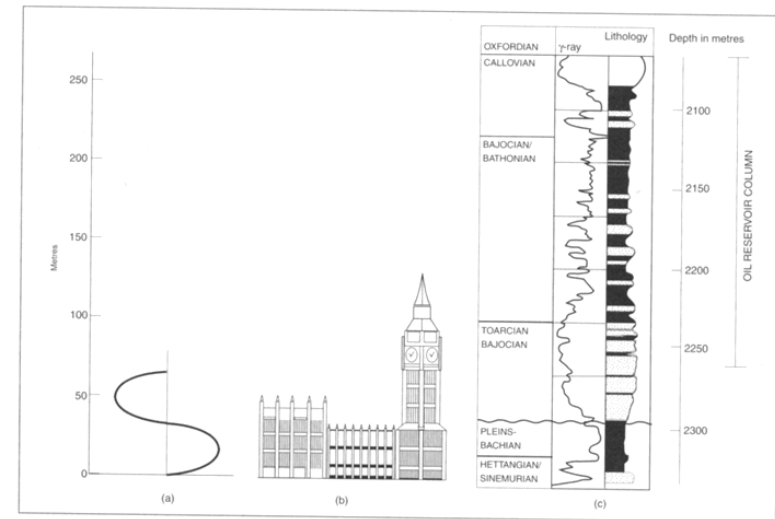 Metres
250
200
150
100
50
0
(a)
(b)
OXFORDIAN
γ-ray
Lithology
Depth in metres
CALLOVIAN
BAJOCIAN/
BATHONIAN
TOARCIAN
BAJOCIAN
PLEINS-
BACHIAN
HETTANGIAN/
SINEMURIAN
2100
2150
2200
2250
2300
OIL RESERVOIR COLUMN
(c)